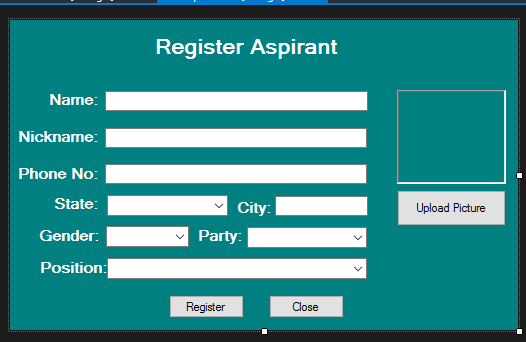 Register Aspirant
Name:
Nickname:
Phone No:
State: City:
Upload Picture
Gender: Party:
Position:
Register Close